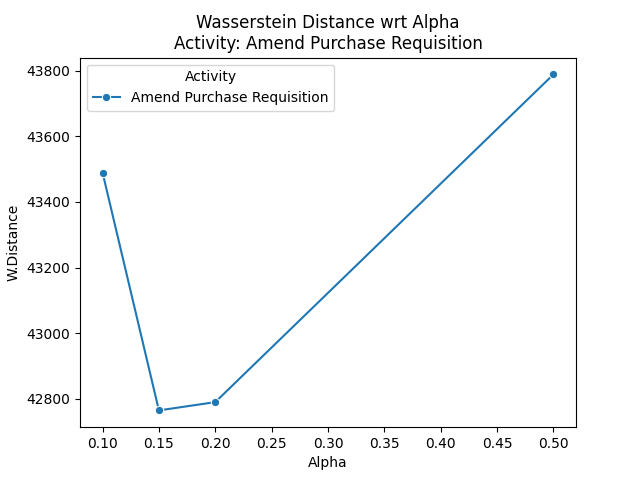 Wasserstein Distance wrt Alpha
Activity: Amend Purchase Requisition
Activity
Amend Purchase Requisition
W.Distance
43800
43600
43400
43200
43000
42800
0.10 0.15 0.20 0.25 0.30 0.35 0.40 0.45 0.50
Alpha